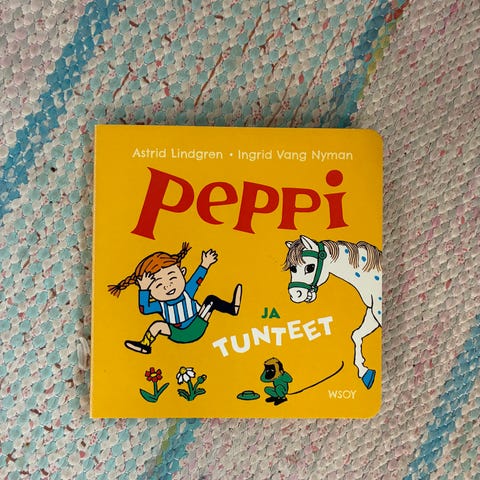 Astrid Lindgren • Ingrid Vang Nyman
Peppi
JA
TUNTEET
WSOY